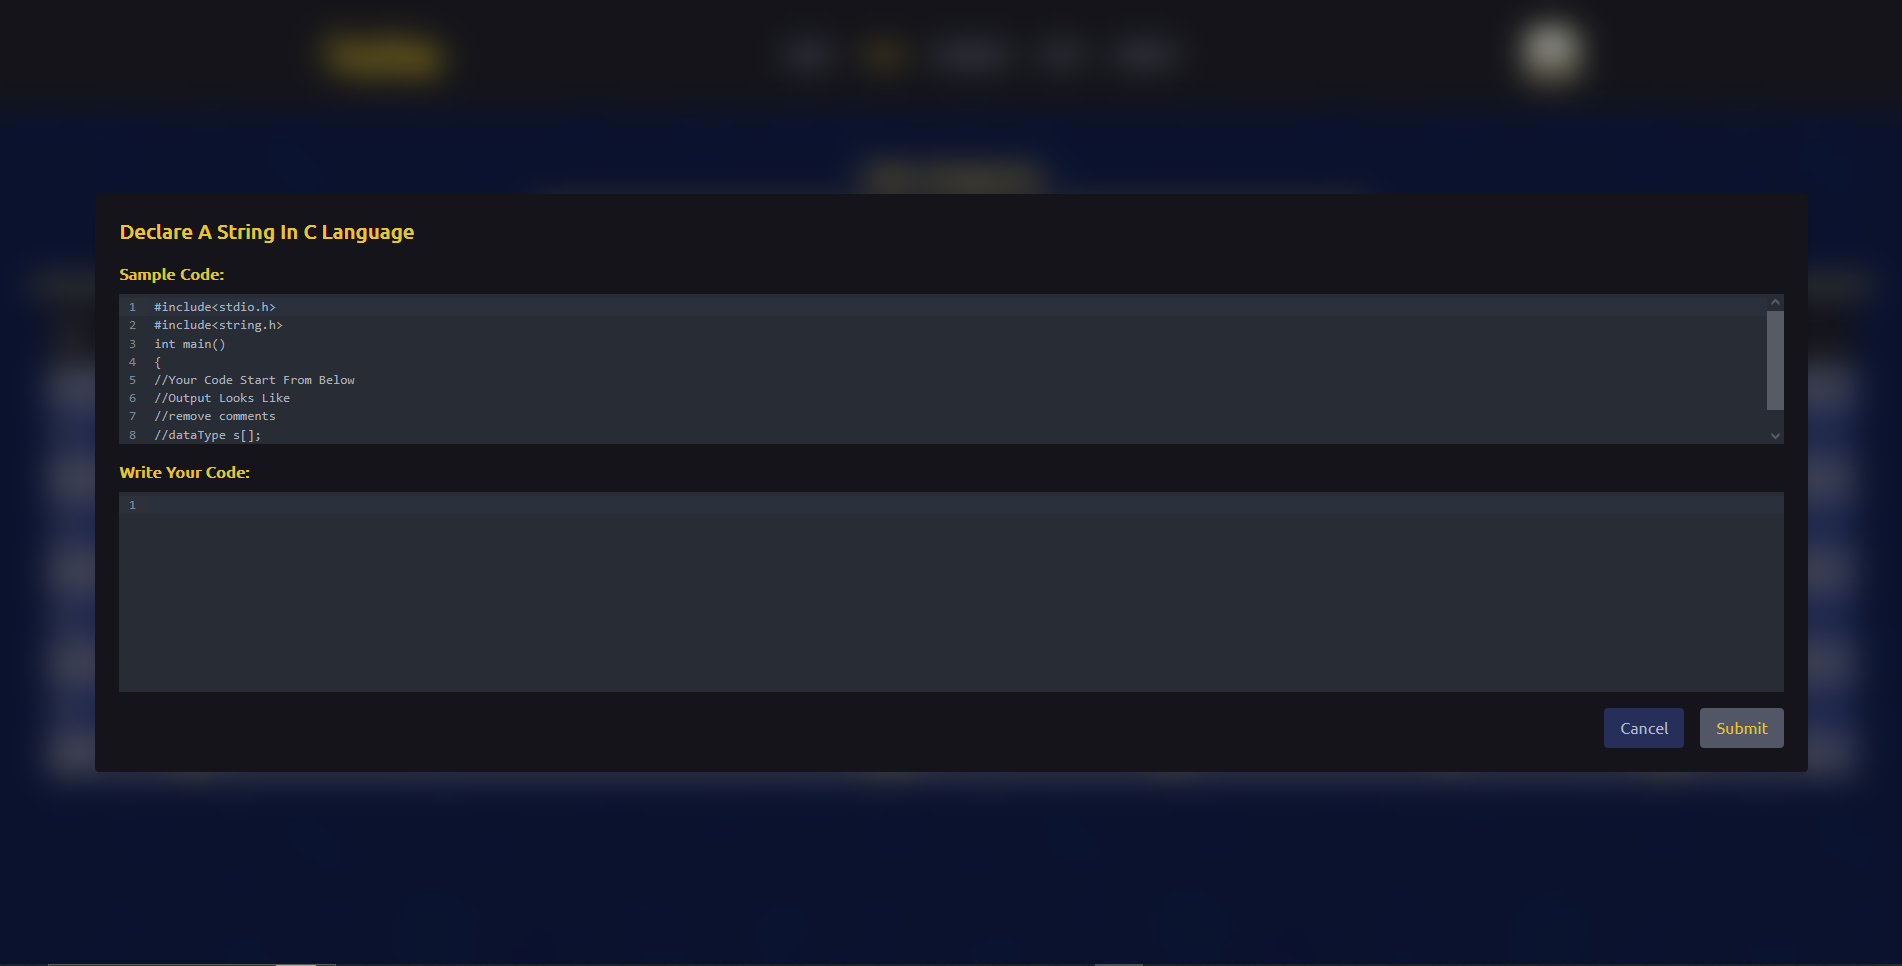 Declare A String In C Language
Sample Code:
1 #include<stdio.h>
2 #include<string.h>
3 int main()
4 {
5 //Your Code Start From Below
6 //Output Looks Like
7 //remove comments
8 //dataType s[];
Write Your Code:
1
Cancel Submit